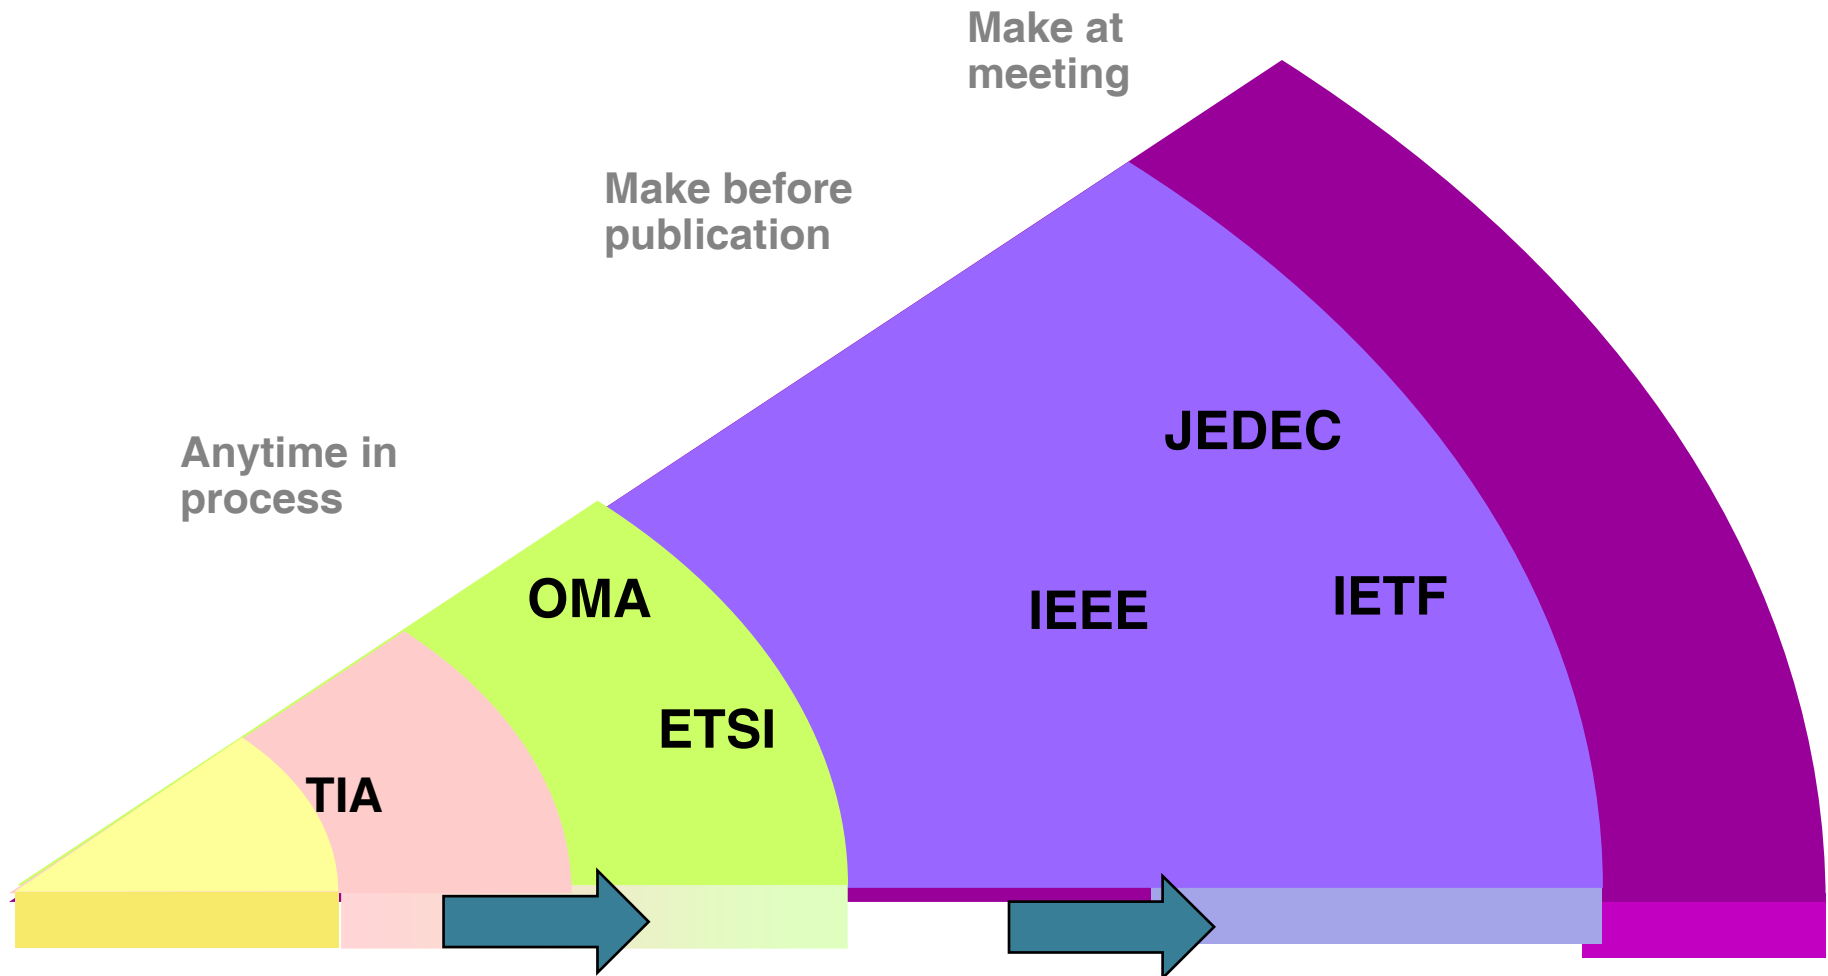 Make at
meeting
Make before
publication
Anytime in
process
JEDEC
OMA
IEEE
IETF
ETSI
TIA